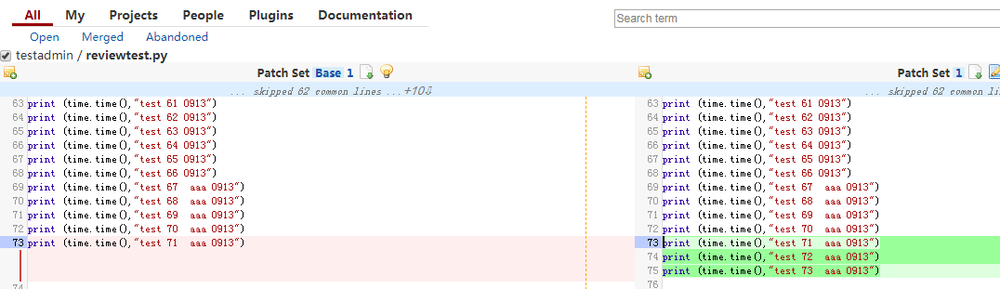 All My Projects People Plugins Documentation
Search term
Open Merged Abandoned
testadmin / reviewtest.py
Patch Set Base 1
... skipped 62 common lines ...+10⇩
63 print (time.time(),"test 61 0913")
64 print (time.time(),"test 62 0913")
65 print (time.time(),"test 63 0913")
66 print (time.time(),"test 64 0913")
67 print (time.time(),"test 65 0913")
68 print (time.time(),"test 66 0913")
69 print (time.time(),"test 67  aaa 0913")
70 print (time.time(),"test 68  aaa 0913")
71 print (time.time(),"test 69  aaa 0913")
72 print (time.time(),"test 70  aaa 0913")
73 print (time.time(),"test 71  aaa 0913")
74
Patch Set 1
... skipped 62 common
63 print (time.time(),"test 61 0913")
64 print (time.time(),"test 62 0913")
65 print (time.time(),"test 63 0913")
66 print (time.time(),"test 64 0913")
67 print (time.time(),"test 65 0913")
68 print (time.time(),"test 66 0913")
69 print (time.time(),"test 67  aaa 0913")
70 print (time.time(),"test 68  aaa 0913")
71 print (time.time(),"test 69  aaa 0913")
72 print (time.time(),"test 70  aaa 0913")
73 print (time.time(),"test 71  aaa 0913")
74 print (time.time(),"test 72  aaa 0913")
75 print (time.time(),"test 73  aaa 0913")
76